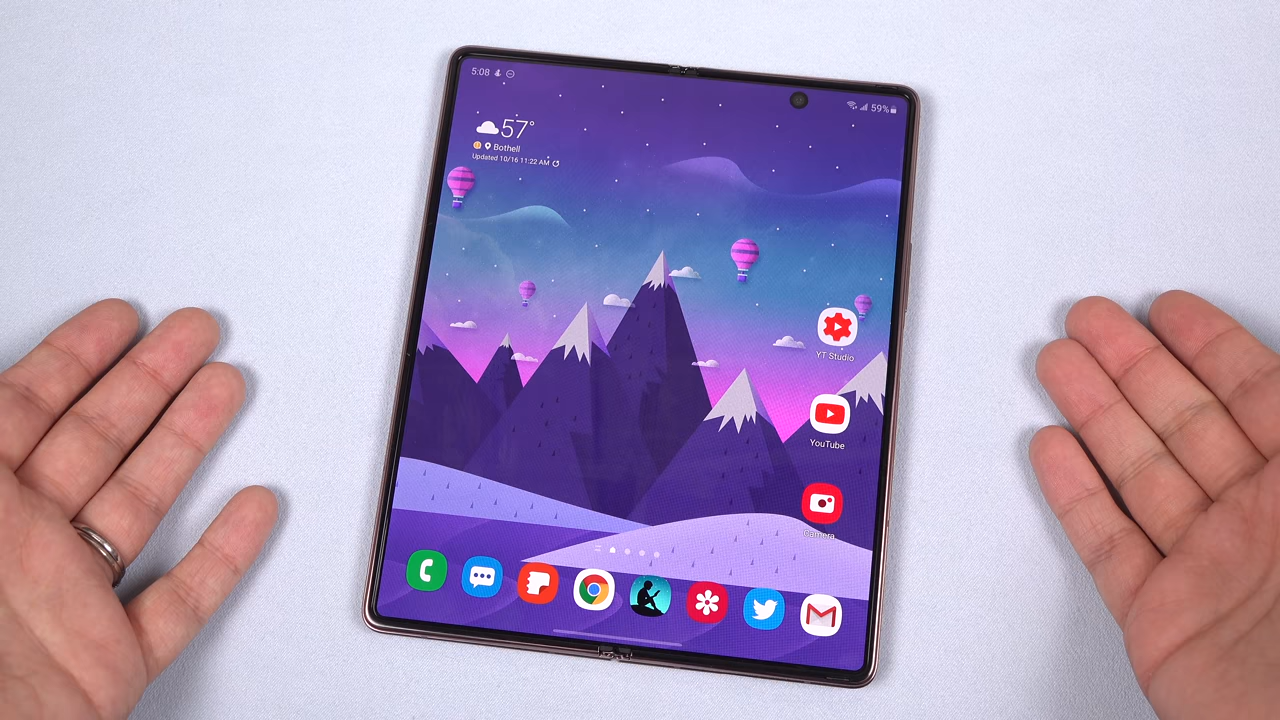 5:08
59%
57°
Bothell
Updated 10/16 11:22 AM
YT Studio
YouTube
Camera